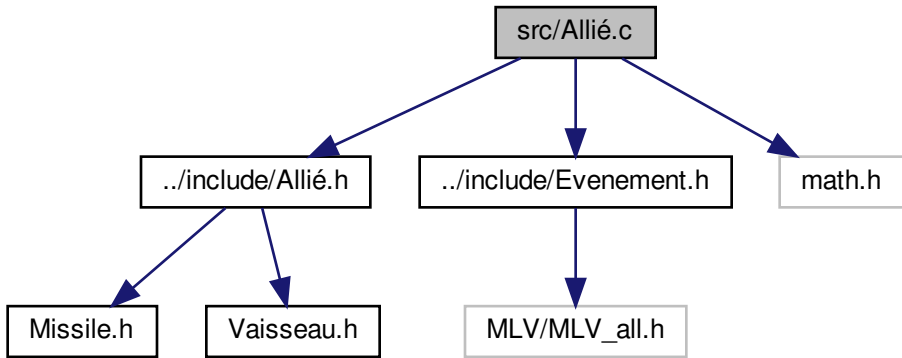 src/Allié.c
../include/Allié.h
../include/Evenement.h
math.h
Missile.h
Vaisseau.h
MLV/MLV_all.h